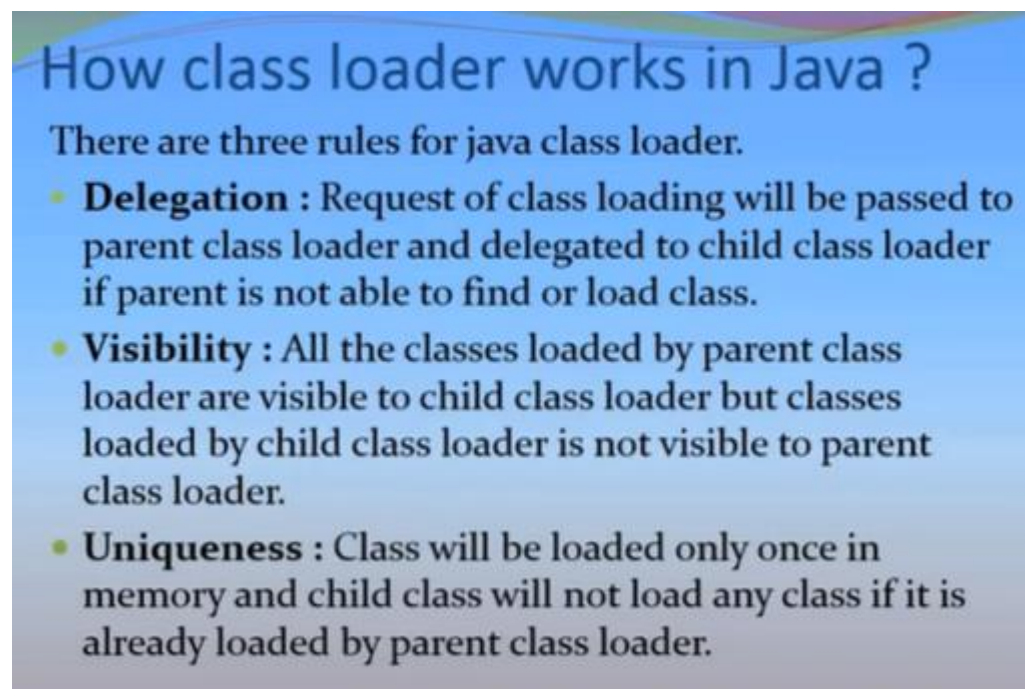 How class loader works in Java ?
There are three rules for java class loader.
Delegation : Request of class loading will be passed to
parent class loader and delegated to child class loader
if parent is not able to find or load class.
Visibility : All the classes loaded by parent class
loader are visible to child class loader but classes
loaded by child class loader is not visible to parent
class loader.
Uniqueness : Class will be loaded only once in
memory and child class will not load any class if it is
already loaded by parent class loader.